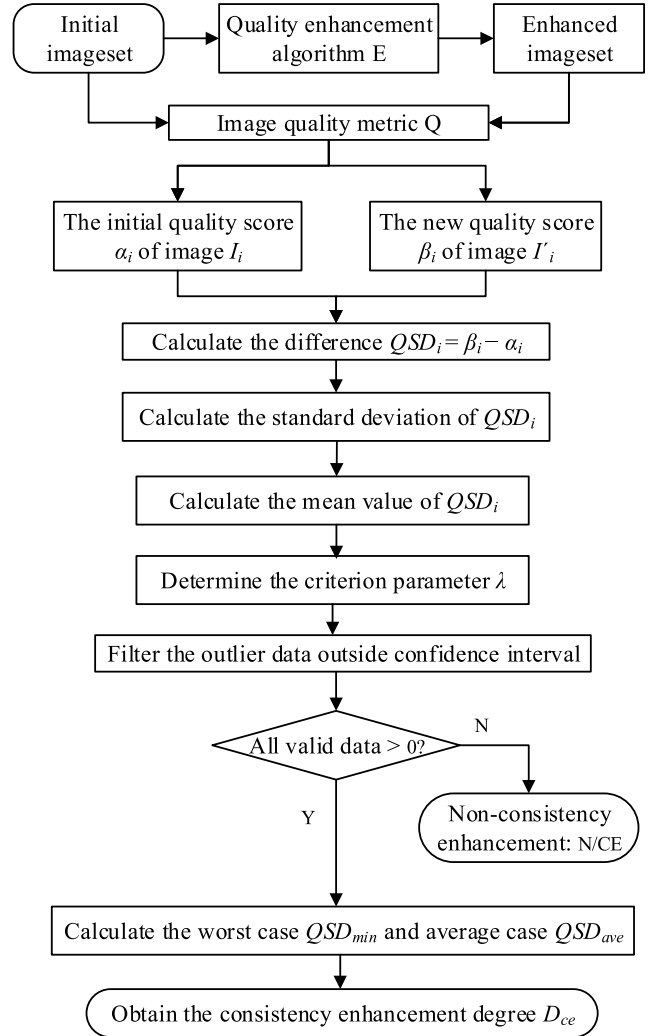 Initial
imageset
Quality enhancement
algorithm E
Enhanced
imageset
Image quality metric Q
The initial quality score
αi of image Ii
The new quality score
βi of image I′i
Calculate the difference QSDi = βi − αi
Calculate the standard deviation of QSDi
Calculate the mean value of QSDi
Determine the criterion parameter λ
Filter the outlier data outside confidence interval
All valid data > 0?
N
Y
Non-consistency
enhancement: N/CE
Calculate the worst case QSDmin and average case QSDave
Obtain the consistency enhancement degree Dce